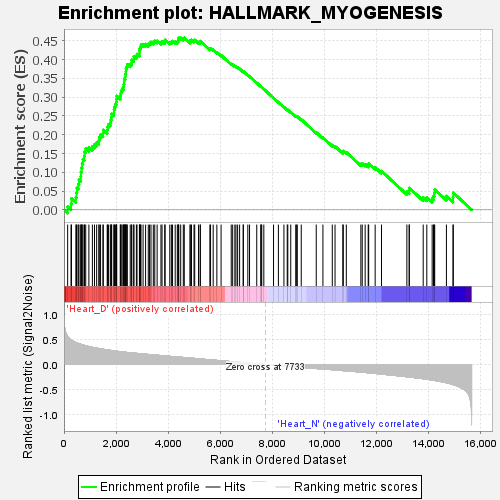 Enrichment plot: HALLMARK_MYOGENESIS
Enrichment score (ES)
0.45
0.40
0.35
0.30
0.25
0.20
0.15
0.10
0.05
0.00
'Heart_D' (positively correlated)
Ranked list metric (Signal2Noise)
1.0
0.5
0.0
-0.5
-1.0
Zero cross at 7733
'Heart_N' (negatively correlated)
0
2,000
4,000
6,000
8,000
10,000
12,000
14,000
16,000
Rank in Ordered Dataset
Enrichment profile
Hits
Ranking metric scores